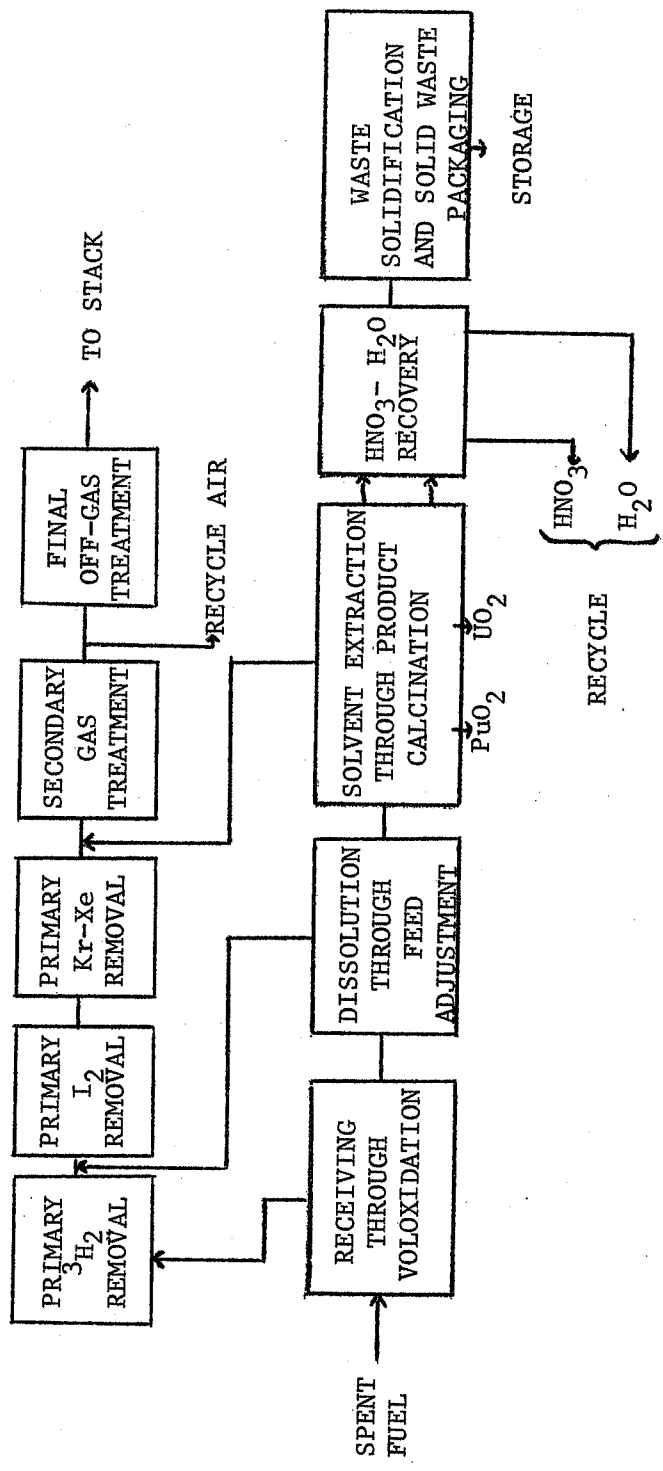 PRIMARY
³H₂
REMOVAL
PRIMARY
I₂
REMOVAL
PRIMARY
Kr-Xe
REMOVAL
SECONDARY
GAS
TREATMENT
FINAL
OFF-GAS
TREATMENT
TO STACK
RECYCLE AIR
SPENT
FUEL
RECEIVING
THROUGH
VOLOXIDATION
DISSOLUTION
THROUGH
FEED
ADJUSTMENT
SOLVENT EXTRACTION
THROUGH PRODUCT
CALCINATION
PuO₂
UO₂
HNO₃- H₂O
RECOVERY
WASTE
SOLIDIFICATION
AND SOLID WASTE
PACKAGING
STORAGE
RECYCLE
HNO₃
H₂O